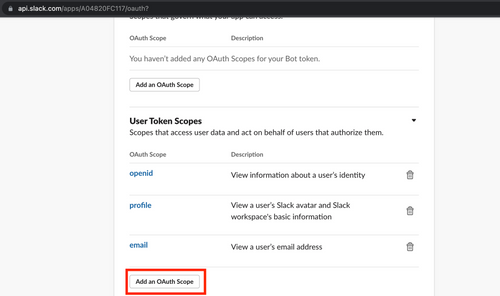 api.slack.com/apps/A04820FC117/oauth?
Scopes that govern what your app can access.
OAuth Scope Description
You haven't added any OAuth Scopes for your Bot token.
Add an OAuth Scope
User Token Scopes
Scopes that access user data and act on behalf of users that authorize them.
OAuth Scope Description
openid View information about a user's identity
profile View a user's Slack avatar and Slack
workspace's basic information
email View a user's email address
Add an OAuth Scope